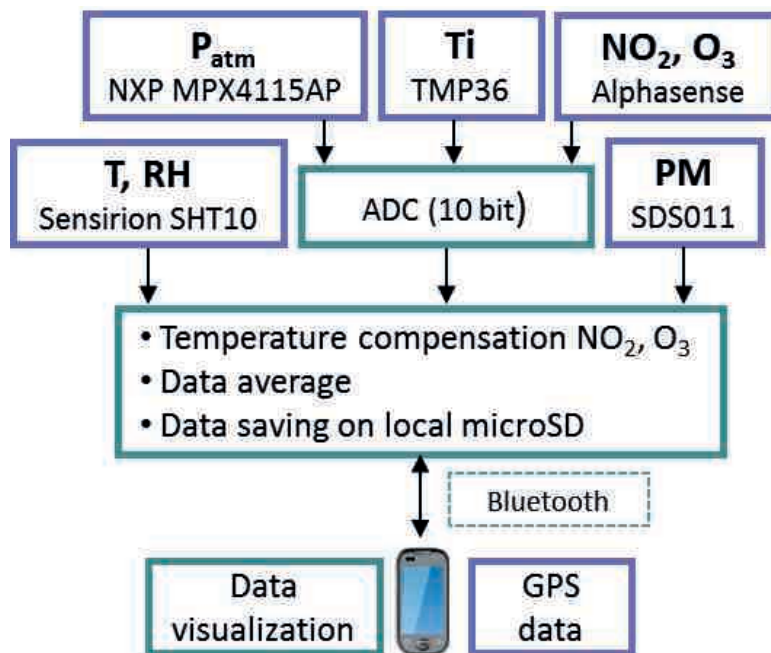 P_atm
NXP MPX4115AP
Ti
TMP36
NO₂, O₃
Alphasense
T, RH
Sensirion SHT10
ADC (10 bit)
PM
SDS011
• Temperature compensation NO₂, O₃
• Data average
• Data saving on local microSD
Bluetooth
Data
visualization
GPS
data